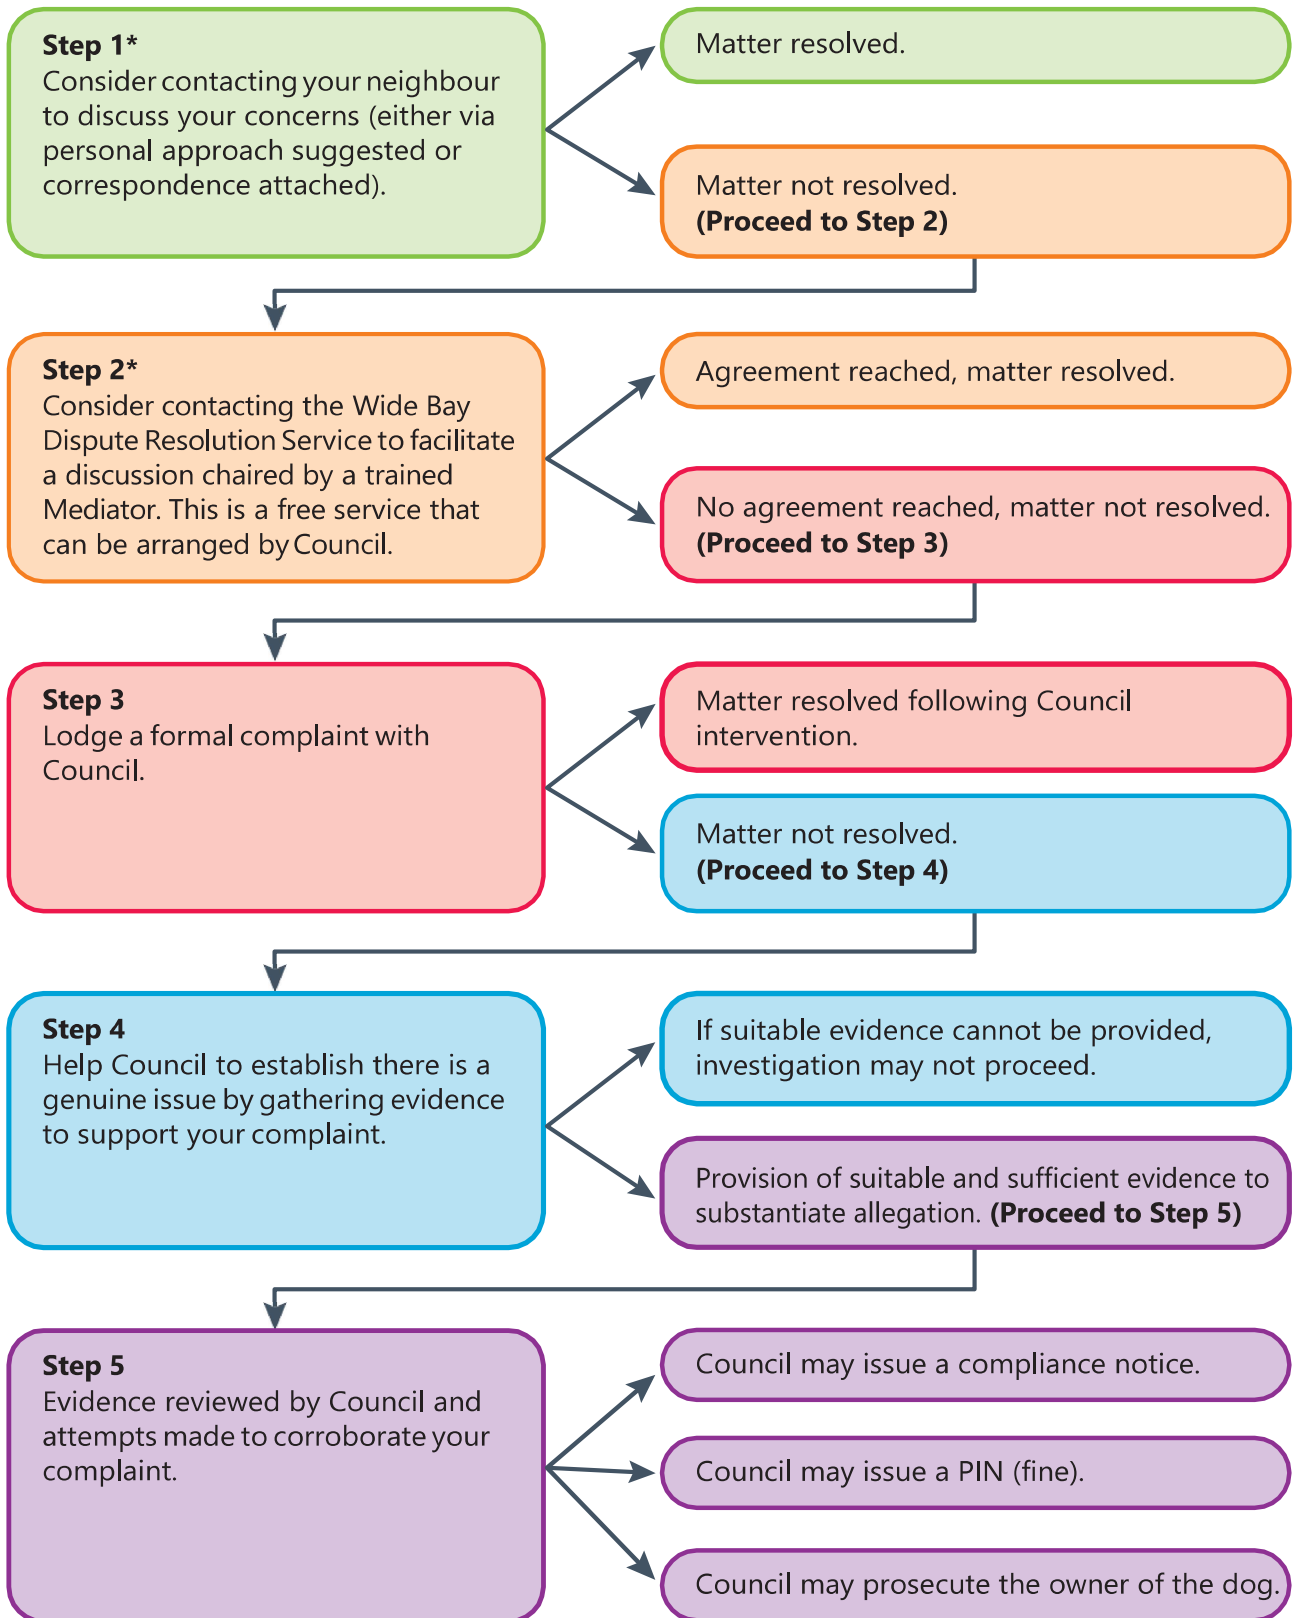 Step 1*
Consider contacting your neighbour
to discuss your concerns (either via
personal approach suggested or
correspondence attached).
Matter resolved.
Matter not resolved.
(Proceed to Step 2)
Step 2*
Consider contacting the Wide Bay
Dispute Resolution Service to facilitate
a discussion chaired by a trained
Mediator. This is a free service that
can be arranged by Council.
Agreement reached, matter resolved.
No agreement reached, matter not resolved.
(Proceed to Step 3)
Step 3
Lodge a formal complaint with
Council.
Matter resolved following Council
intervention.
Matter not resolved.
(Proceed to Step 4)
Step 4
Help Council to establish there is a
genuine issue by gathering evidence
to support your complaint.
If suitable evidence cannot be provided,
investigation may not proceed.
Provision of suitable and sufficient evidence to
substantiate allegation. (Proceed to Step 5)
Step 5
Evidence reviewed by Council and
attempts made to corroborate your
complaint.
Council may issue a compliance notice.
Council may issue a PIN (fine).
Council may prosecute the owner of the dog.